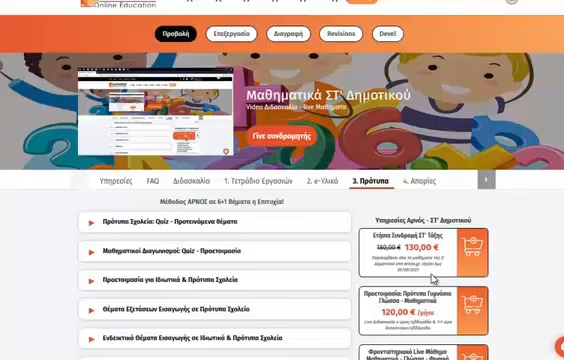 Online Education
Προβολή
Επεξεργασία
Διαγραφή
Revisions
Devel
Μαθηματικά ΣΤ' Δημοτικού
Video Διδασκαλία - live Μαθήματα
Γίνε συνδρομητής
Υπηρεσίες
FAQ
Διδασκαλία
1. Τετράδιο Εργασιών
2. e-Υλικό
3. Πρότυπα
4. Απορίες
Μέθοδος ΑΡΝΟΣ σε 6+1 Βήματα η Επιτυχία!
Πρότυπα Σχολεία: Quiz - Προτεινόμενα Θέματα
Μαθηματικοί Διαγωνισμοί: Quiz - Προετοιμασία
Προετοιμασία για Ιδιωτικά & Πρότυπα Σχολεία
Θέματα Εξετάσεων Εισαγωγής σε Πρότυπα Σχολεία
Ενδεικτικά Θέματα Εισαγωγής σε Ιδιωτικά & Πρότυπα Σχολεία
Υπηρεσίες Αρνός - ΣΤ' Δημοτικού
Ετήσια Συνδρομή ΣΤ' Τάξης
180,00 € 130,00 €
Προετοιμασία: Πρότυπα Γυμνάσια
Γλώσσα - Μαθηματικά
120,00 € /μήνα
Φροντιστηριακό Live Μάθημα